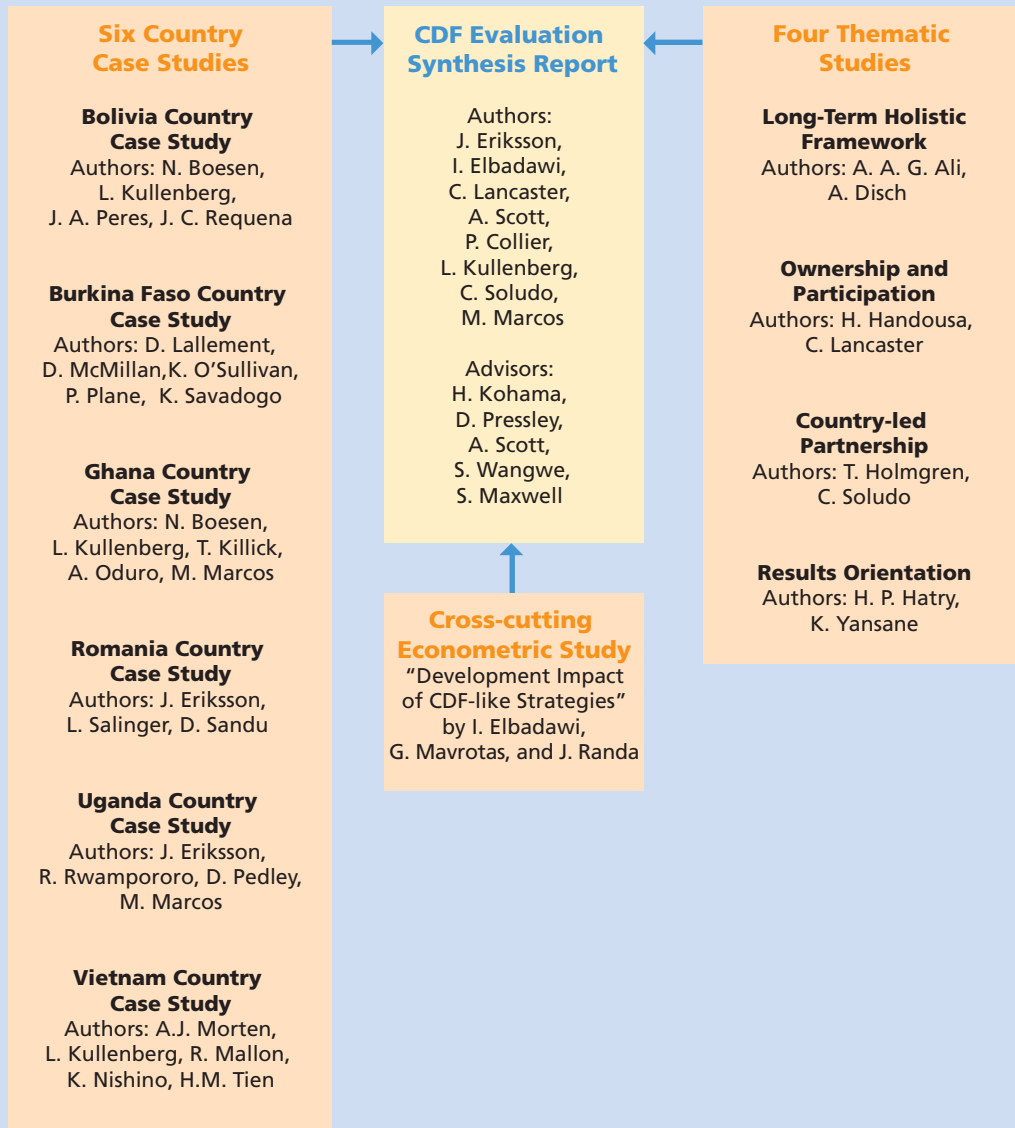 Six Country
Case Studies
Bolivia Country
Case Study
Authors: N. Boesen,
L. Kullenberg,
J. A. Peres, J. C. Requena
Burkina Faso Country
Case Study
Authors: D. Lallement,
D. McMillan,K. O’Sullivan,
P. Plane, K. Savadogo
Ghana Country
Case Study
Authors: N. Boesen,
L. Kullenberg, T. Killick,
A. Oduro, M. Marcos
Romania Country
Case Study
Authors: J. Eriksson,
L. Salinger, D. Sandu
Uganda Country
Case Study
Authors: J. Eriksson,
R. Rwampororo, D. Pedley,
M. Marcos
Vietnam Country
Case Study
Authors: A.J. Morten,
L. Kullenberg, R. Mallon,
K. Nishino, H.M. Tien
CDF Evaluation
Synthesis Report
Authors:
J. Eriksson,
I. Elbadawi,
C. Lancaster,
A. Scott,
P. Collier,
L. Kullenberg,
C. Soludo,
M. Marcos
Advisors:
H. Kohama,
D. Pressley,
A. Scott,
S. Wangwe,
S. Maxwell
Cross-cutting
Econometric Study
“Development Impact
of CDF-like Strategies”
by I. Elbadawi,
G. Mavrotas, and J. Randa
Four Thematic
Studies
Long-Term Holistic
Framework
Authors: A. A. G. Ali,
A. Disch
Ownership and
Participation
Authors: H. Handousa,
C. Lancaster
Country-led
Partnership
Authors: T. Holmgren,
C. Soludo
Results Orientation
Authors: H. P. Hatry,
K. Yansane